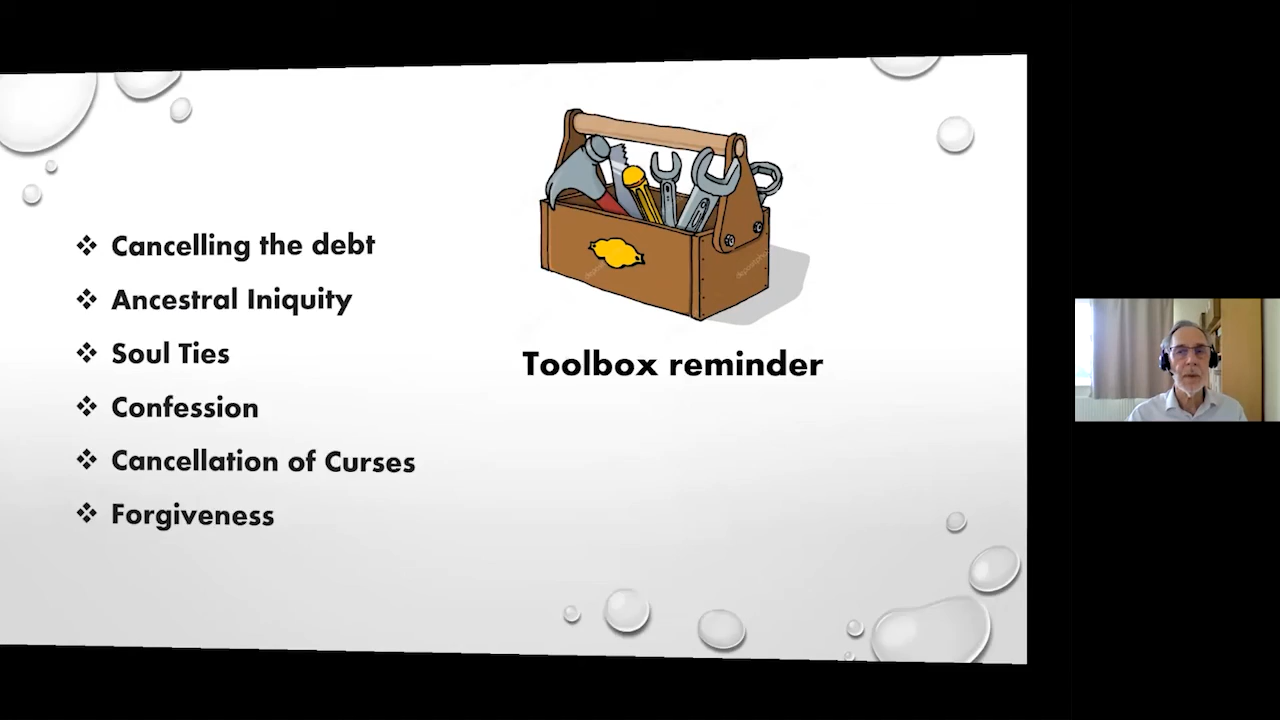 Cancelling the debt
Ancestral Iniquity
Soul Ties
Confession
Cancellation of Curses
Forgiveness
Toolbox reminder